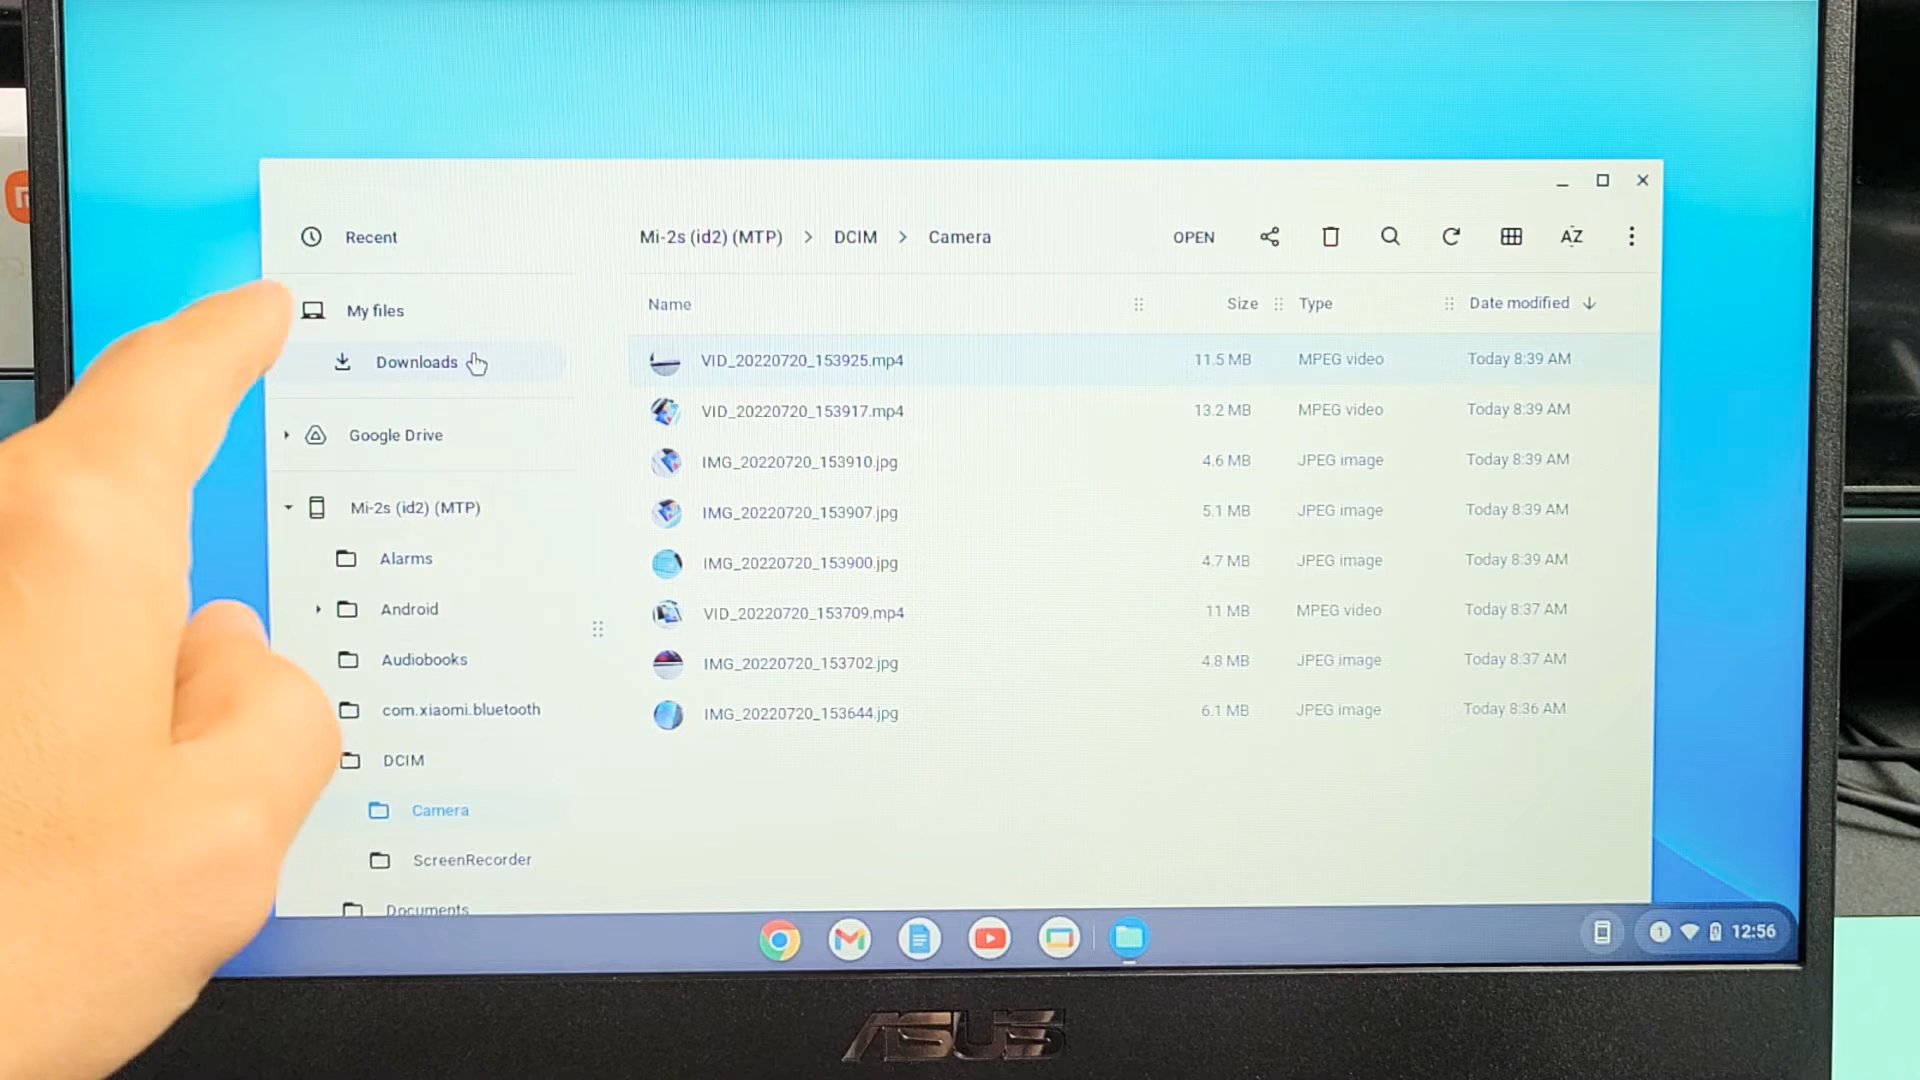 Recent
Mi-2s (id2) (MTP) > DCIM > Camera
OPEN
AZ
My files
Downloads
Google Drive
Mi-2s (id2) (MTP)
Alarms
Android
Audiobooks
com.xiaomi.bluetooth
DCIM
Camera
ScreenRecorder
Documents
Name Size Type Date modified
VID_20220720_153925.mp4 11.5 MB MPEG video Today 8:39 AM
VID_20220720_153917.mp4 13.2 MB MPEG video Today 8:39 AM
IMG_20220720_153910.jpg 4.6 MB JPEG image Today 8:39 AM
IMG_20220720_153907.jpg 5.1 MB JPEG image Today 8:39 AM
IMG_20220720_153900.jpg 4.7 MB JPEG image Today 8:39 AM
VID_20220720_153709.mp4 11 MB MPEG video Today 8:37 AM
IMG_20220720_153702.jpg 4.8 MB JPEG image Today 8:37 AM
IMG_20220720_153644.jpg 6.1 MB JPEG image Today 8:36 AM
1 12:56
ASUS